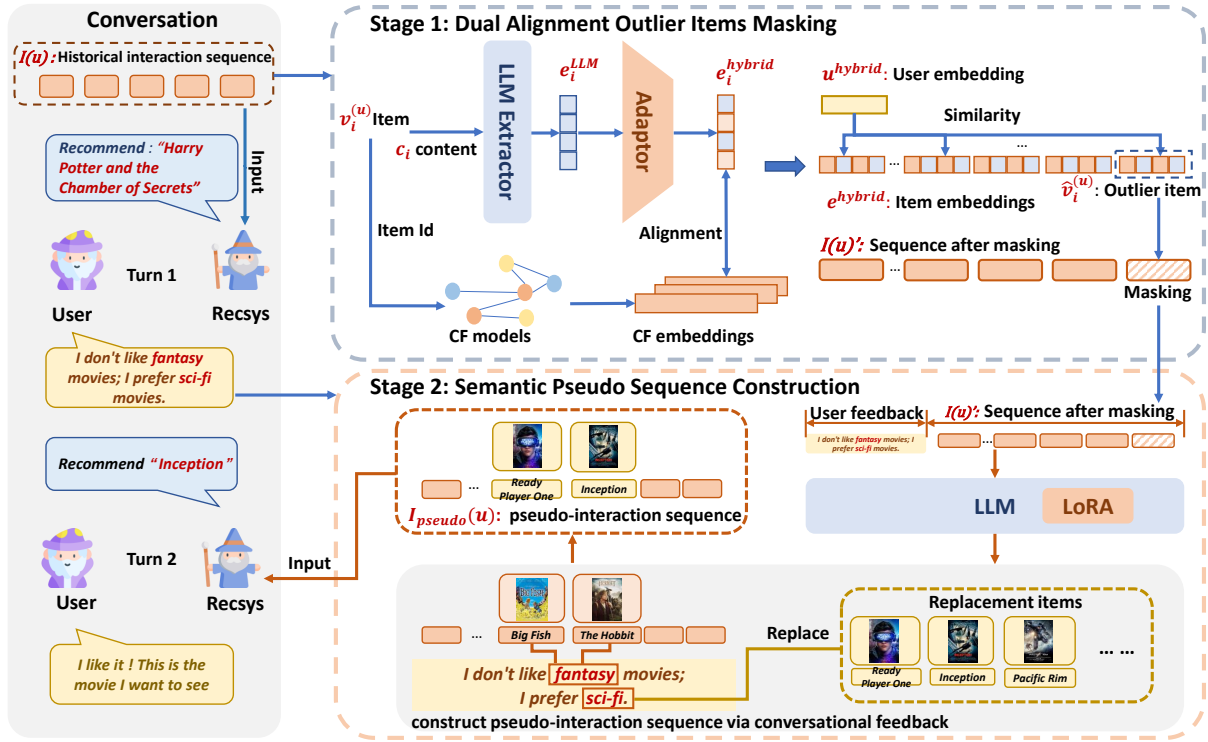 Conversation
I(u): Historical interaction sequence
Recommend : "Harry
Potter and the
Chamber of Secrets"
Input
Turn 1
User
Recsys
I don't like fantasy
movies; I prefer sci-fi
movies.
Recommend "Inception"
Turn 2
User
Recsys
Input
I like it ! This is the
movie I want to see
Stage 1: Dual Alignment Outlier Items Masking
v_i^(u) Item
c_i content
Item Id
LLM Extractor
e_i^LLM
Adaptor
e_i^hybrid
Alignment
CF models
CF embeddings
u^hybrid: User embedding
Similarity
...
... ...
e^hybrid: Item embeddings
v̂_i^(u): Outlier item
I(u)': Sequence after masking
...
Masking
Stage 2: Semantic Pseudo Sequence Construction
User feedback
I(u)': Sequence after masking
I don't like fantasy movies; I
prefer sci-fi movies.
...
LLM
LoRA
...
Ready
Player One
Inception
I_pseudo(u): pseudo-interaction sequence
...
Big Fish
The Hobbit
I don't like fantasy movies;
I prefer sci-fi.
Replace
Replacement items
Ready
Player One
Inception
Pacific Rim
... ...
construct pseudo-interaction sequence via conversational feedback